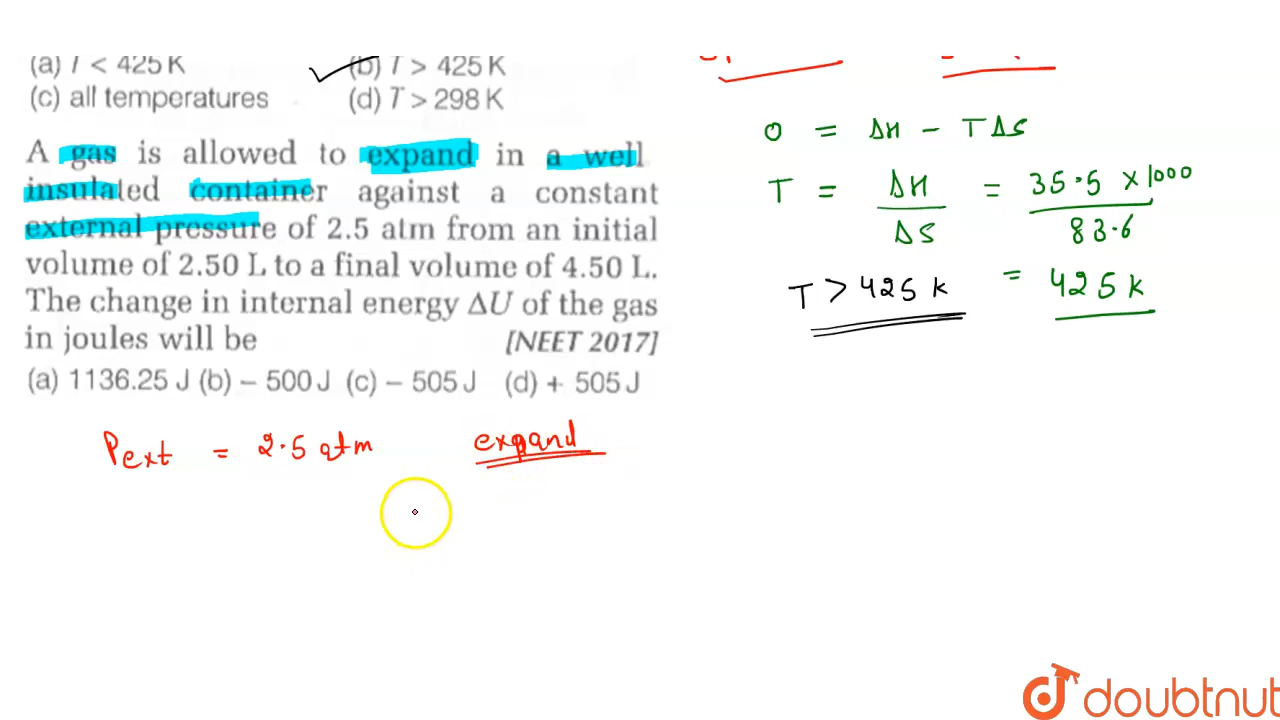 (a) T < 425 K (b) T > 425 K
(c) all temperatures (d) T > 298 K
A gas is allowed to expand in a well
insulated container against a constant
external pressure of 2.5 atm from an initial
volume of 2.50 L to a final volume of 4.50 L.
The change in internal energy ΔU of the gas
in joules will be [NEET 2017]
(a) 1136.25 J (b) – 500 J (c) – 505 J (d) + 505 J
Pext = 2.5 atm expand
0 = ΔH − TΔS
T = ΔH / ΔS = 35.5 × 1000 / 83.6
T > 425 K = 425 K
doubtnut